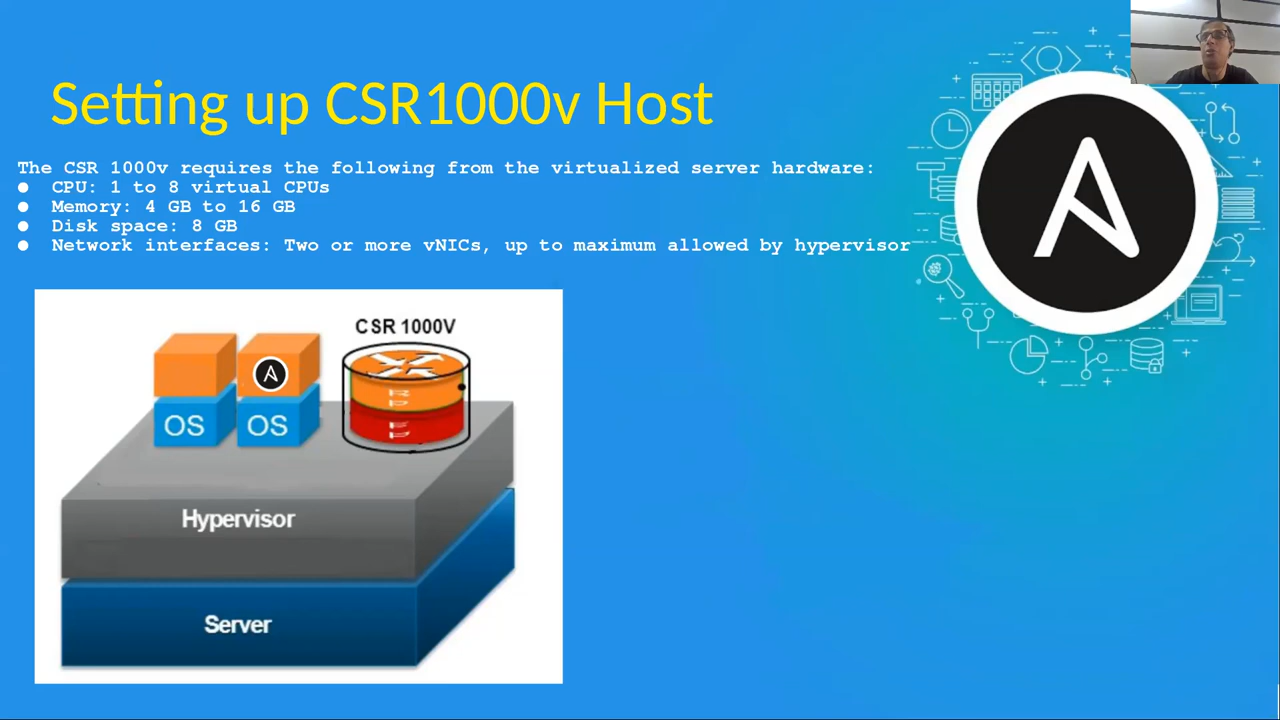 Setting up CSR1000v Host
The CSR 1000v requires the following from the virtualized server hardware:
● CPU: 1 to 8 virtual CPUs
● Memory: 4 GB to 16 GB
● Disk space: 8 GB
● Network interfaces: Two or more vNICs, up to maximum allowed by hypervisor
CSR 1000V
OS
OS
Hypervisor
Server